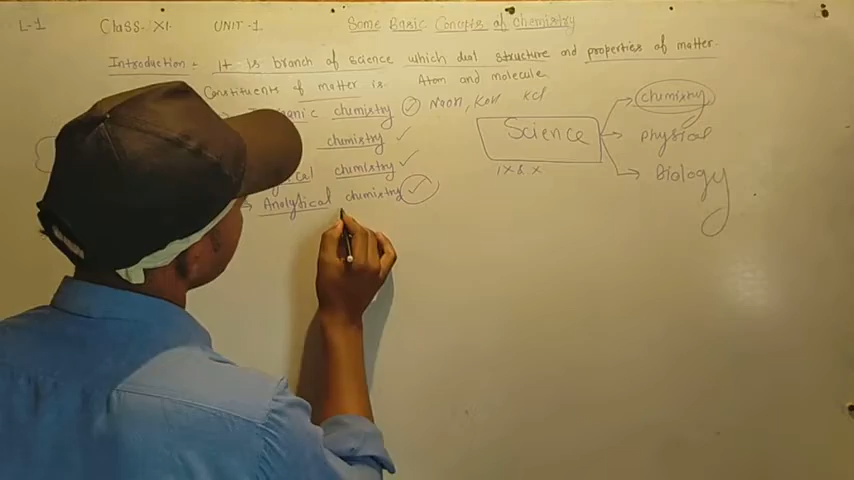 L-1 CLASS-XI UNIT-1 Some Basic Concepts of Chemistry
Introduction:- It is branch of science which deal structure and properties of matter.
Constituents of matter is- Atom and molecule.
chemistry NaOH, KOH KCl
chemistry
chemistry
Analytical chemistry
Science
IX & X
chemistry
physical
Biology